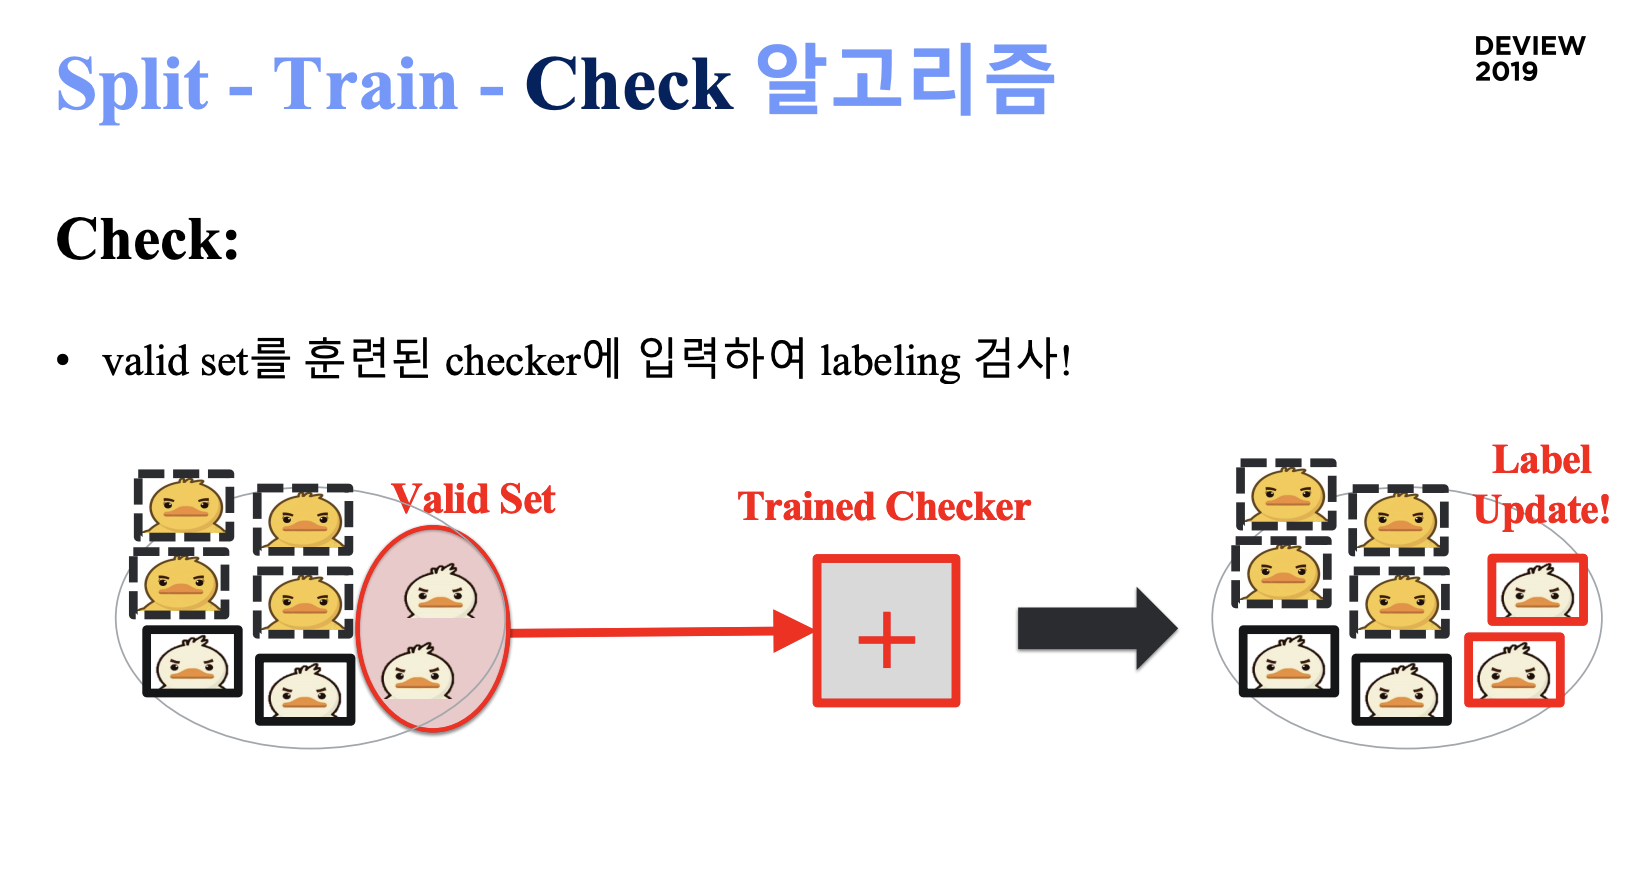 Split - Train - Check 알고리즘
DEVIEW
2019
Check:
• valid set를 훈련된 checker에 입력하여 labeling 검사!
Valid Set
Trained Checker
Label
Update!